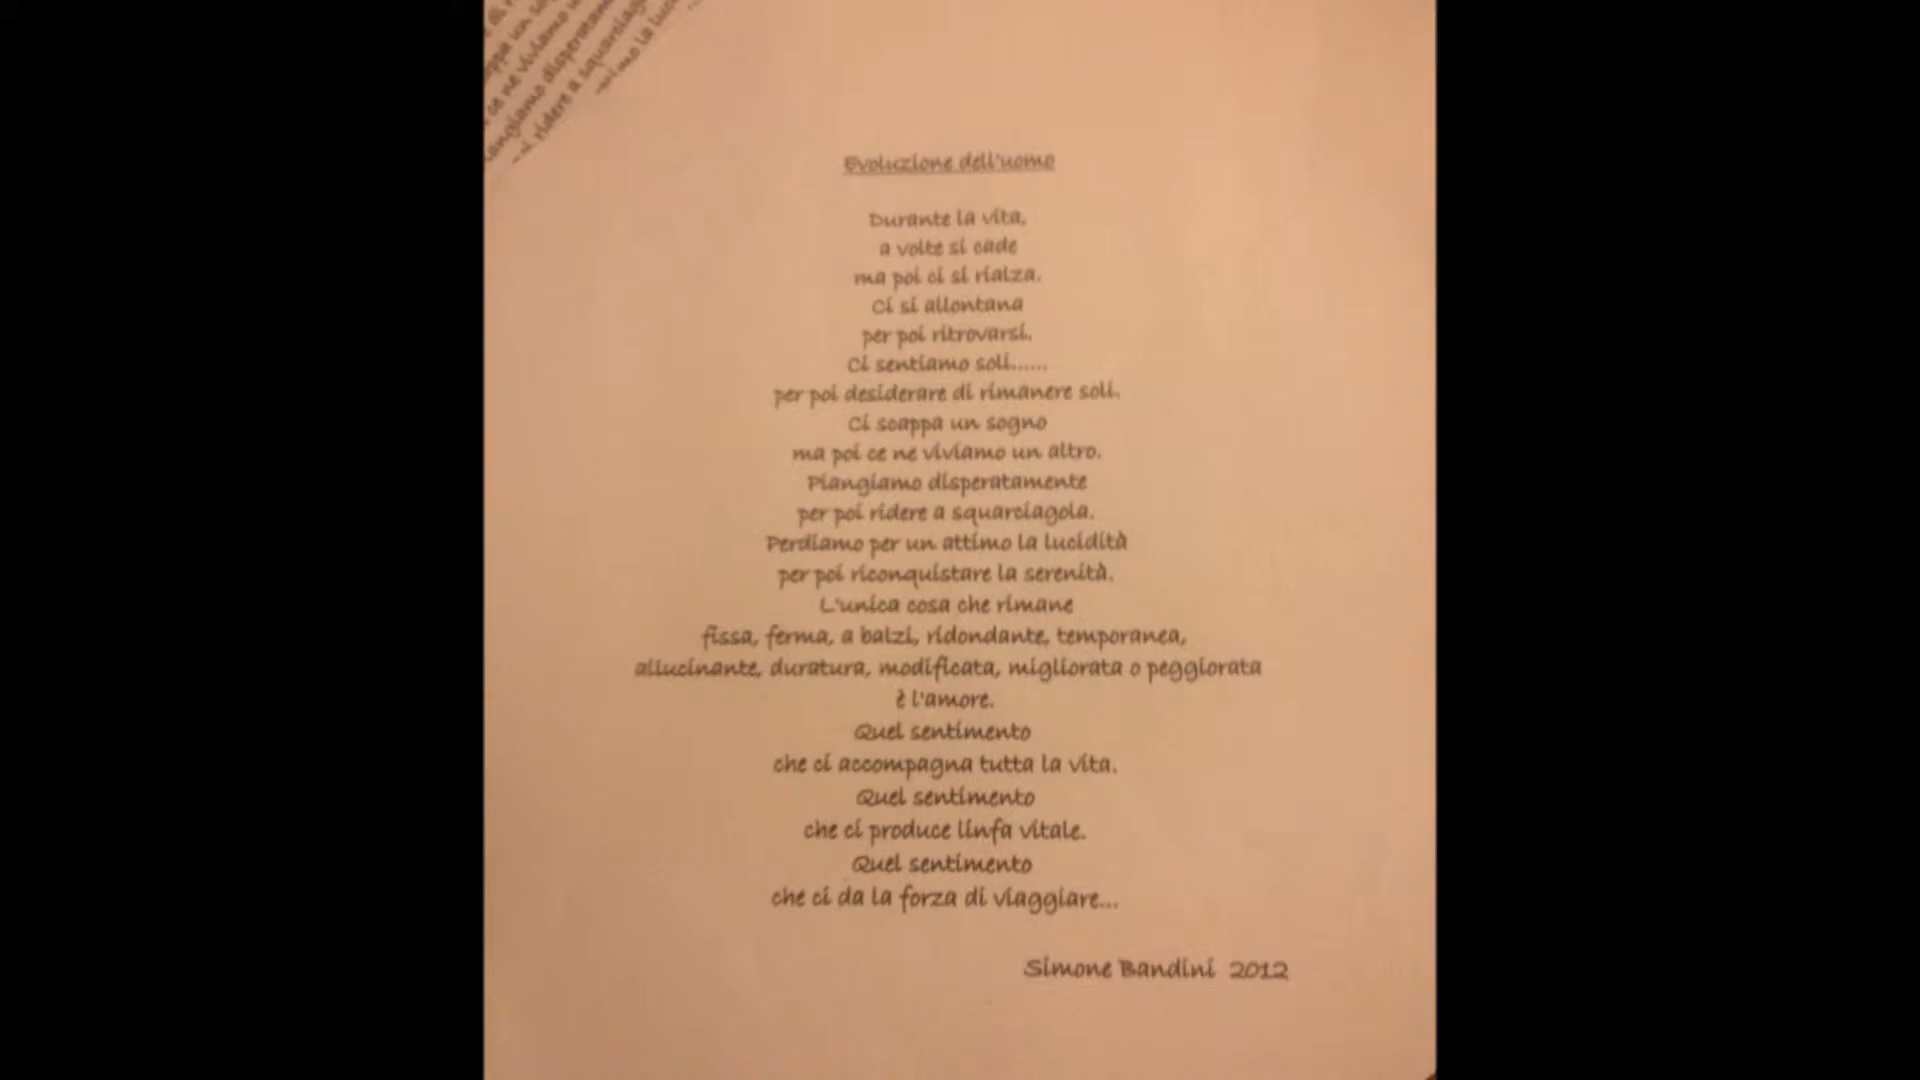 ce ne viviamo
ridere a
Evoluzione dell'uomo
Durante la vita,
a volte si cade
ma poi ci si rialza.
Ci si allontana
per poi ritrovarsi.
Ci sentiamo soli......
per poi desiderare di rimanere soli.
Ci scappa un sogno
ma poi ce ne viviamo un altro.
Piangiamo disperatamente
per poi ridere a squarciagola.
Perdiamo per un attimo la lucidità
per poi riconquistare la serenità.
L'unica cosa che rimane
fissa, ferma, a balzi, ridondante, temporanea,
allucinante, duratura, modificata, migliorata o peggiorata
è l'amore.
Quel sentimento
che ci accompagna tutta la vita.
Quel sentimento
che ci produce linfa vitale.
Quel sentimento
che ci da la forza di viaggiare...
Simone Bandini 2012